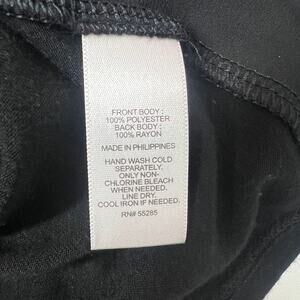 FRONT BODY :
100% POLYESTER
BACK BODY :
100% RAYON
MADE IN PHILIPPINES
HAND WASH COLD
SEPARATELY.
ONLY NON-
CHLORINE BLEACH
WHEN NEEDED.
LINE DRY.
COOL IRON IF NEEDED.
RN# 55285